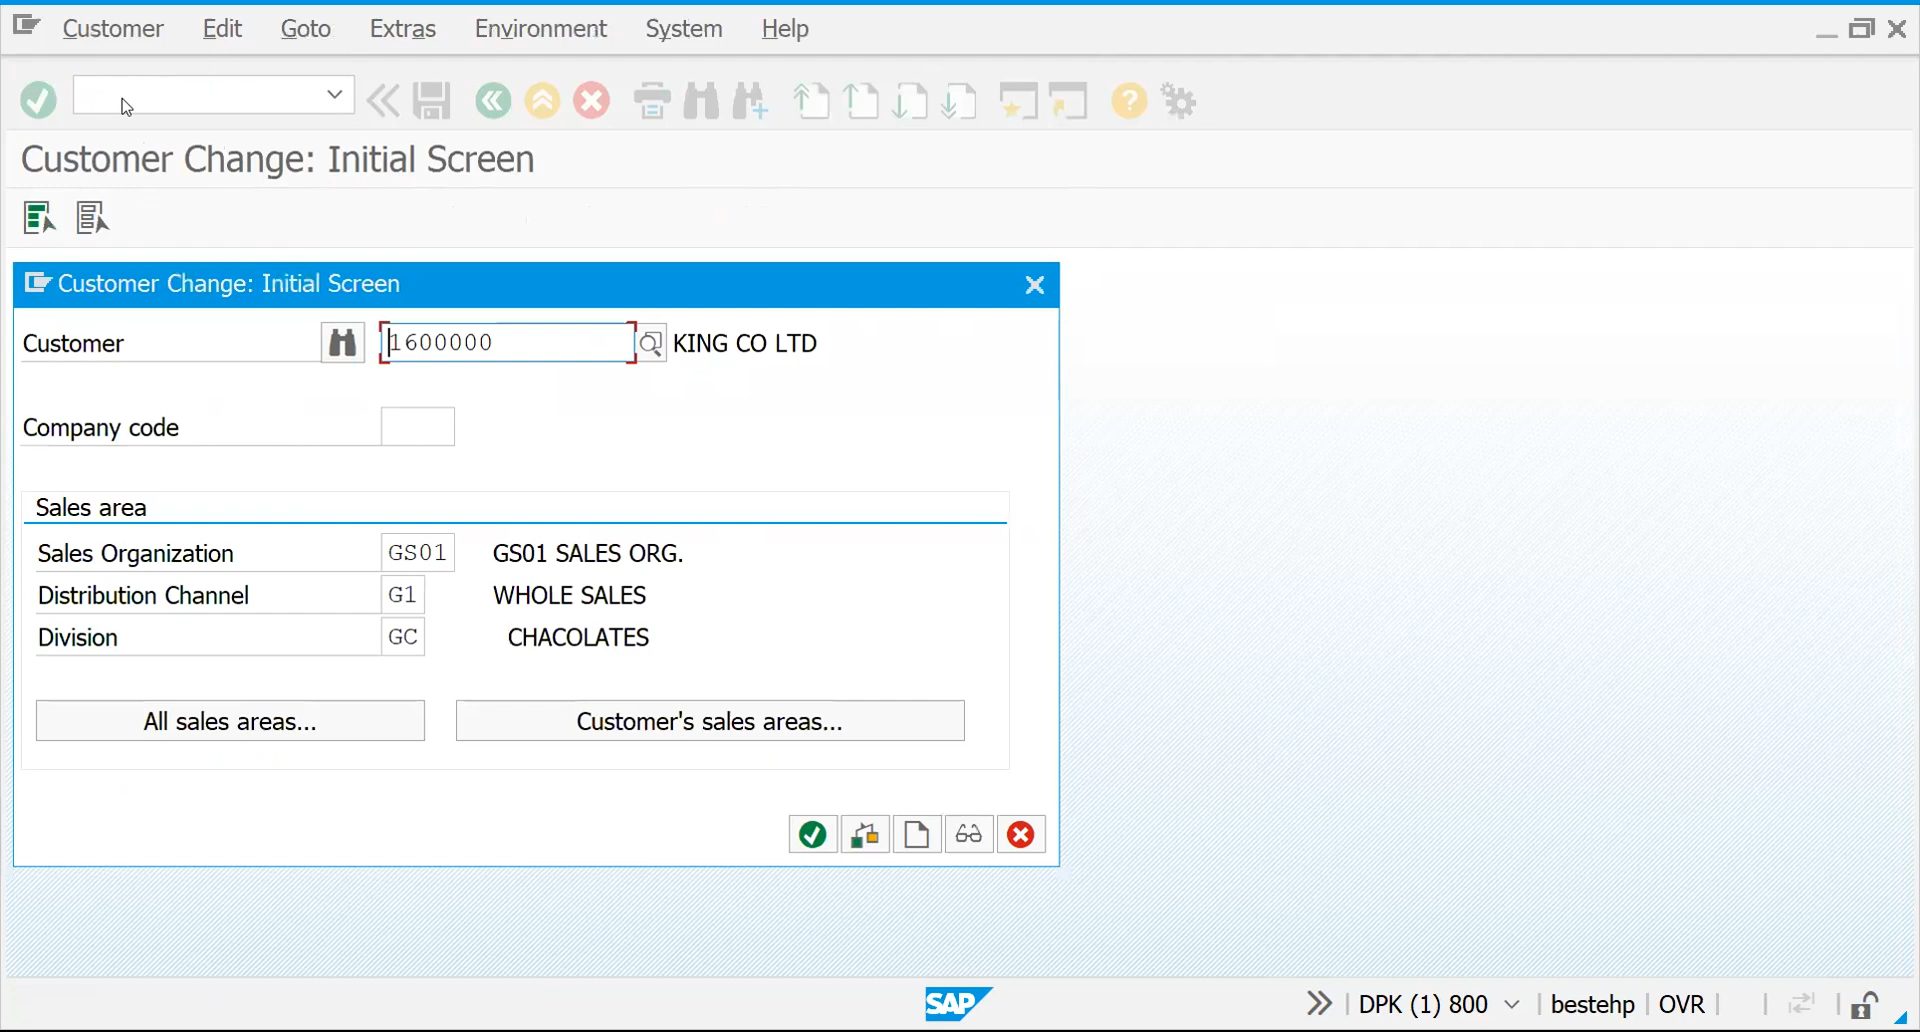 Customer Edit Goto Extras Environment System Help
Customer Change: Initial Screen
Customer Change: Initial Screen
Customer 1600000 KING CO LTD
Company code
Sales area
Sales Organization GS01 GS01 SALES ORG.
Distribution Channel G1 WHOLE SALES
Division GC CHACOLATES
All sales areas... Customer's sales areas...
SAP DPK (1) 800 bestehp OVR